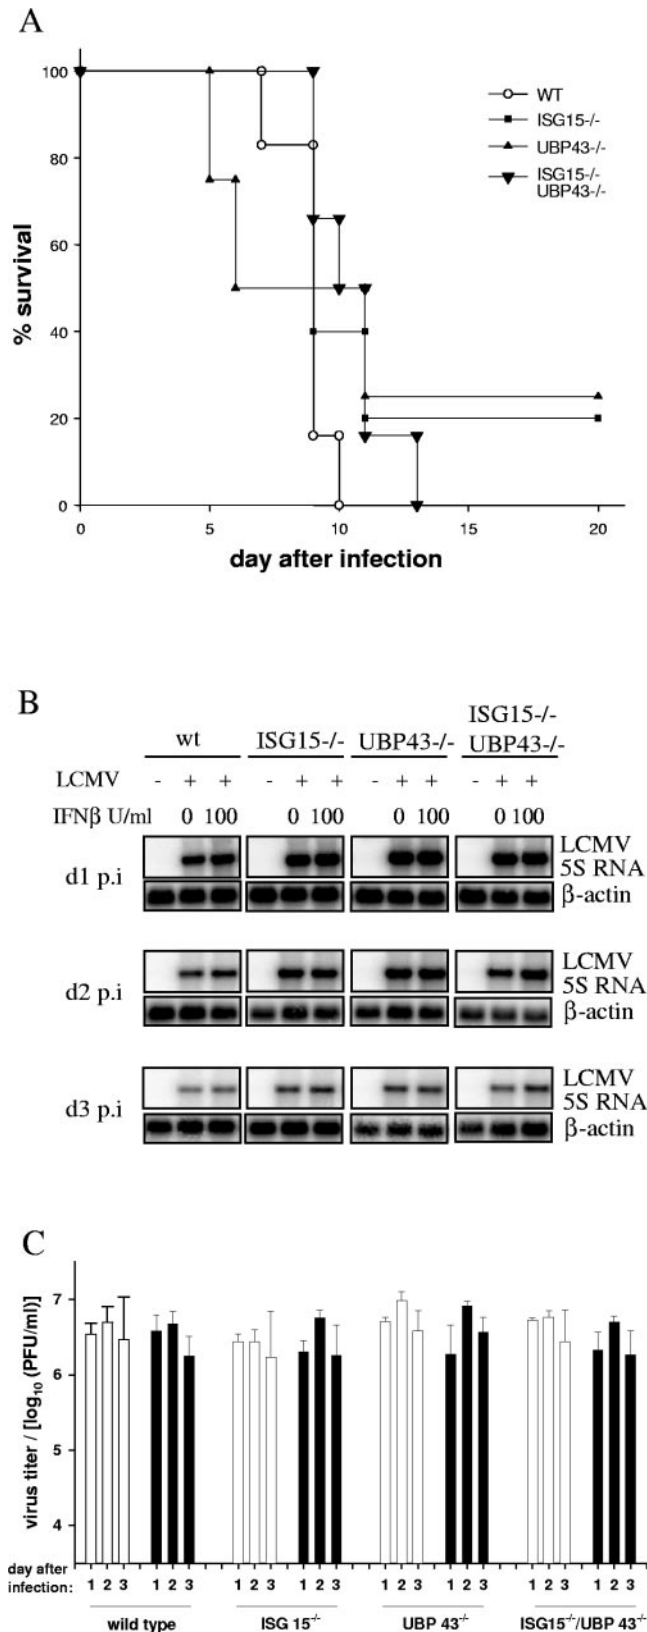 A
100
80
60
40
20
0
% survival
WT
ISG15-/-
UBP43-/-
ISG15-/-
UBP43-/-
0 5 10 15 20
day after infection
B
wt ISG15-/- UBP43-/- ISG15-/-
UBP43-/-
LCMV - + + - + + - + + - + +
IFNβ U/ml 0 100 0 100 0 100 0 100
d1 p.i
LCMV
5S RNA
β-actin
d2 p.i
LCMV
5S RNA
β-actin
d3 p.i
LCMV
5S RNA
β-actin
C
virus titer / [log10 (PFU/ml)]
7
6
5
4
day after
infection: 1 2 3 1 2 3 1 2 3 1 2 3 1 2 3 1 2 3 1 2 3 1 2 3
wild type ISG 15-/- UBP 43-/- ISG15-/-/UBP 43-/-